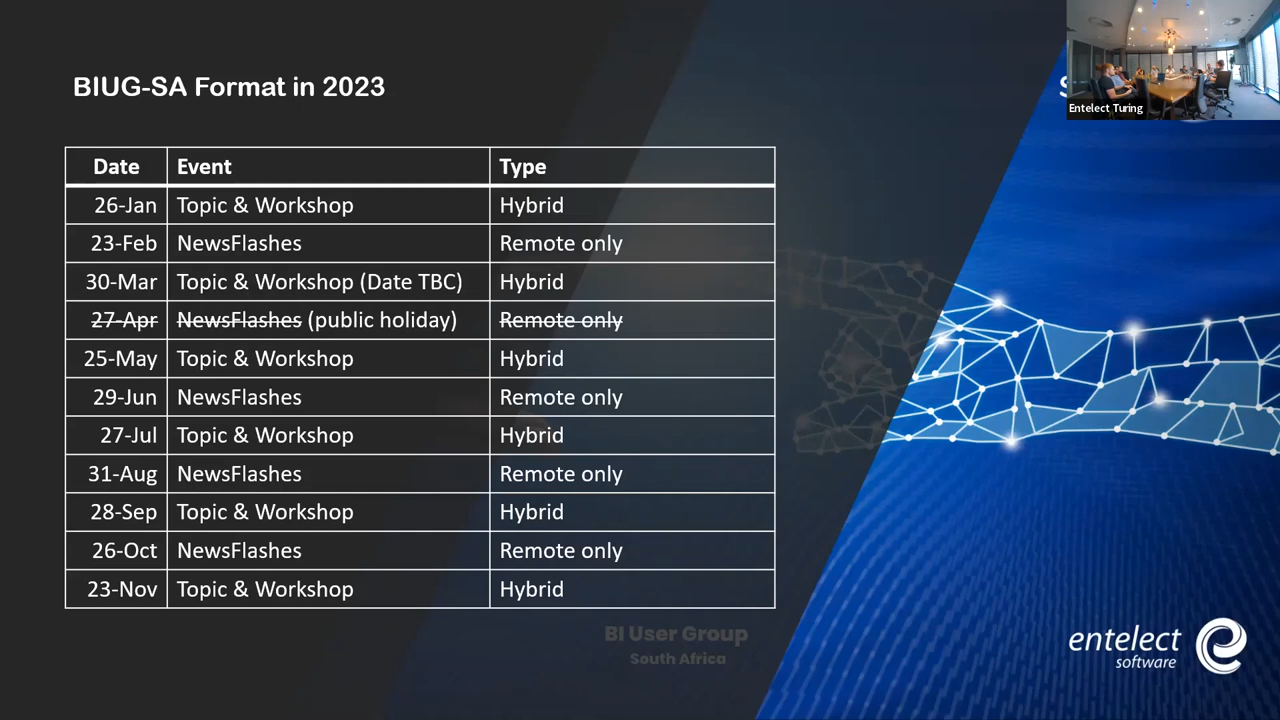 BIUG-SA Format in 2023
Entelect Turing
Date Event Type
26-Jan Topic & Workshop Hybrid
23-Feb NewsFlashes Remote only
30-Mar Topic & Workshop (Date TBC) Hybrid
27-Apr NewsFlashes (public holiday) Remote only
25-May Topic & Workshop Hybrid
29-Jun NewsFlashes Remote only
27-Jul Topic & Workshop Hybrid
31-Aug NewsFlashes Remote only
28-Sep Topic & Workshop Hybrid
26-Oct NewsFlashes Remote only
23-Nov Topic & Workshop Hybrid
BI User Group
South Africa
entelect
software